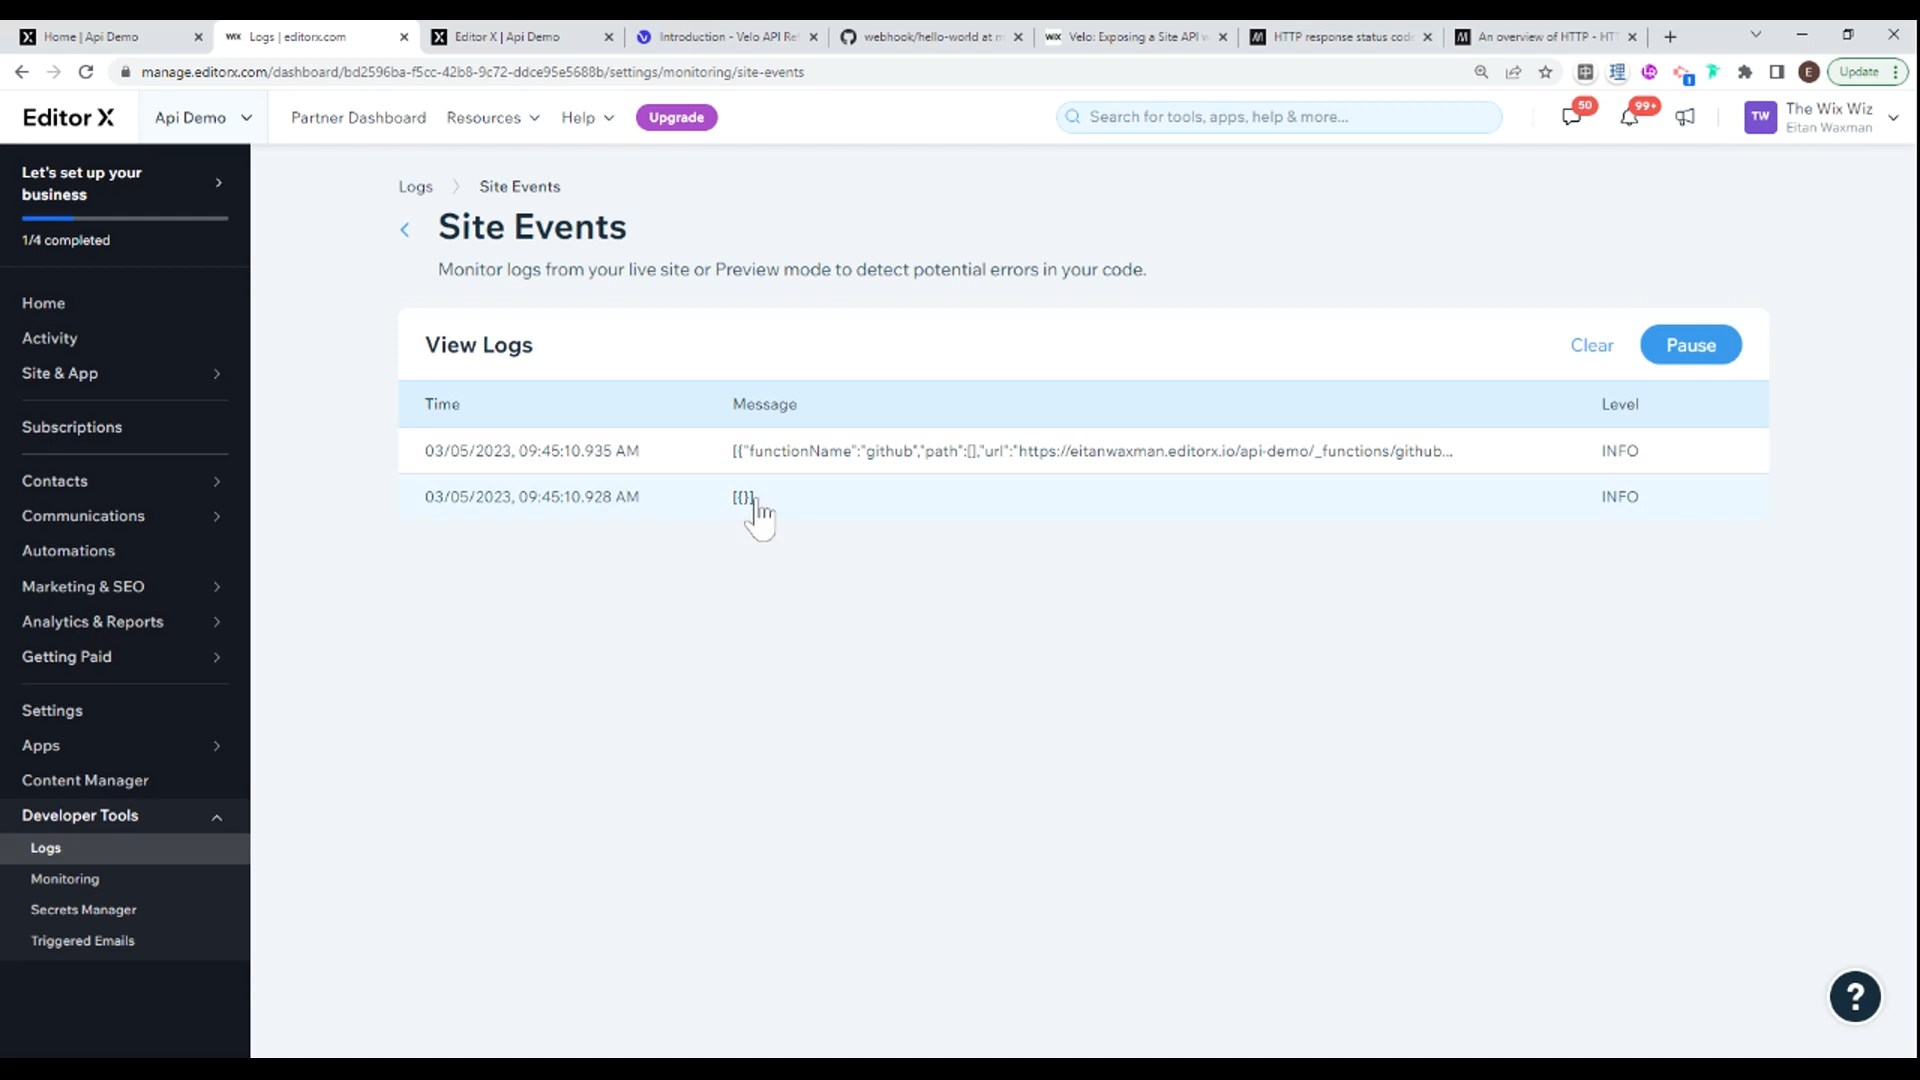 Home | Api Demo
WIX Logs | editorx.com
Editor X | Api Demo
Introduction - Velo API Re
webhook/hello-world at m
WIX Velo: Exposing a Site API w
HTTP response status code
An overview of HTTP - HT
manage.editorx.com/dashboard/bd2596ba-f5cc-42b8-9c72-ddce95e5688b/settings/monitoring/site-events
理
1
E
Update
Editor X
Api Demo
Partner Dashboard
Resources
Help
Upgrade
Search for tools, apps, help & more...
50
99+
TW
The Wix Wiz
Eitan Waxman
Let's set up your
business
1/4 completed
Home
Activity
Site & App
Subscriptions
Contacts
Communications
Automations
Marketing & SEO
Analytics & Reports
Getting Paid
Settings
Apps
Content Manager
Developer Tools
Logs
Monitoring
Secrets Manager
Triggered Emails
Logs
Site Events
Site Events
Monitor logs from your live site or Preview mode to detect potential errors in your code.
View Logs
Clear
Pause
Time
Message
Level
03/05/2023, 09:45:10.935 AM
[{"functionName":"github","path":[],"url":"https://eitanwaxman.editorx.io/api-demo/_functions/github...
INFO
03/05/2023, 09:45:10.928 AM
[{}]
INFO
?